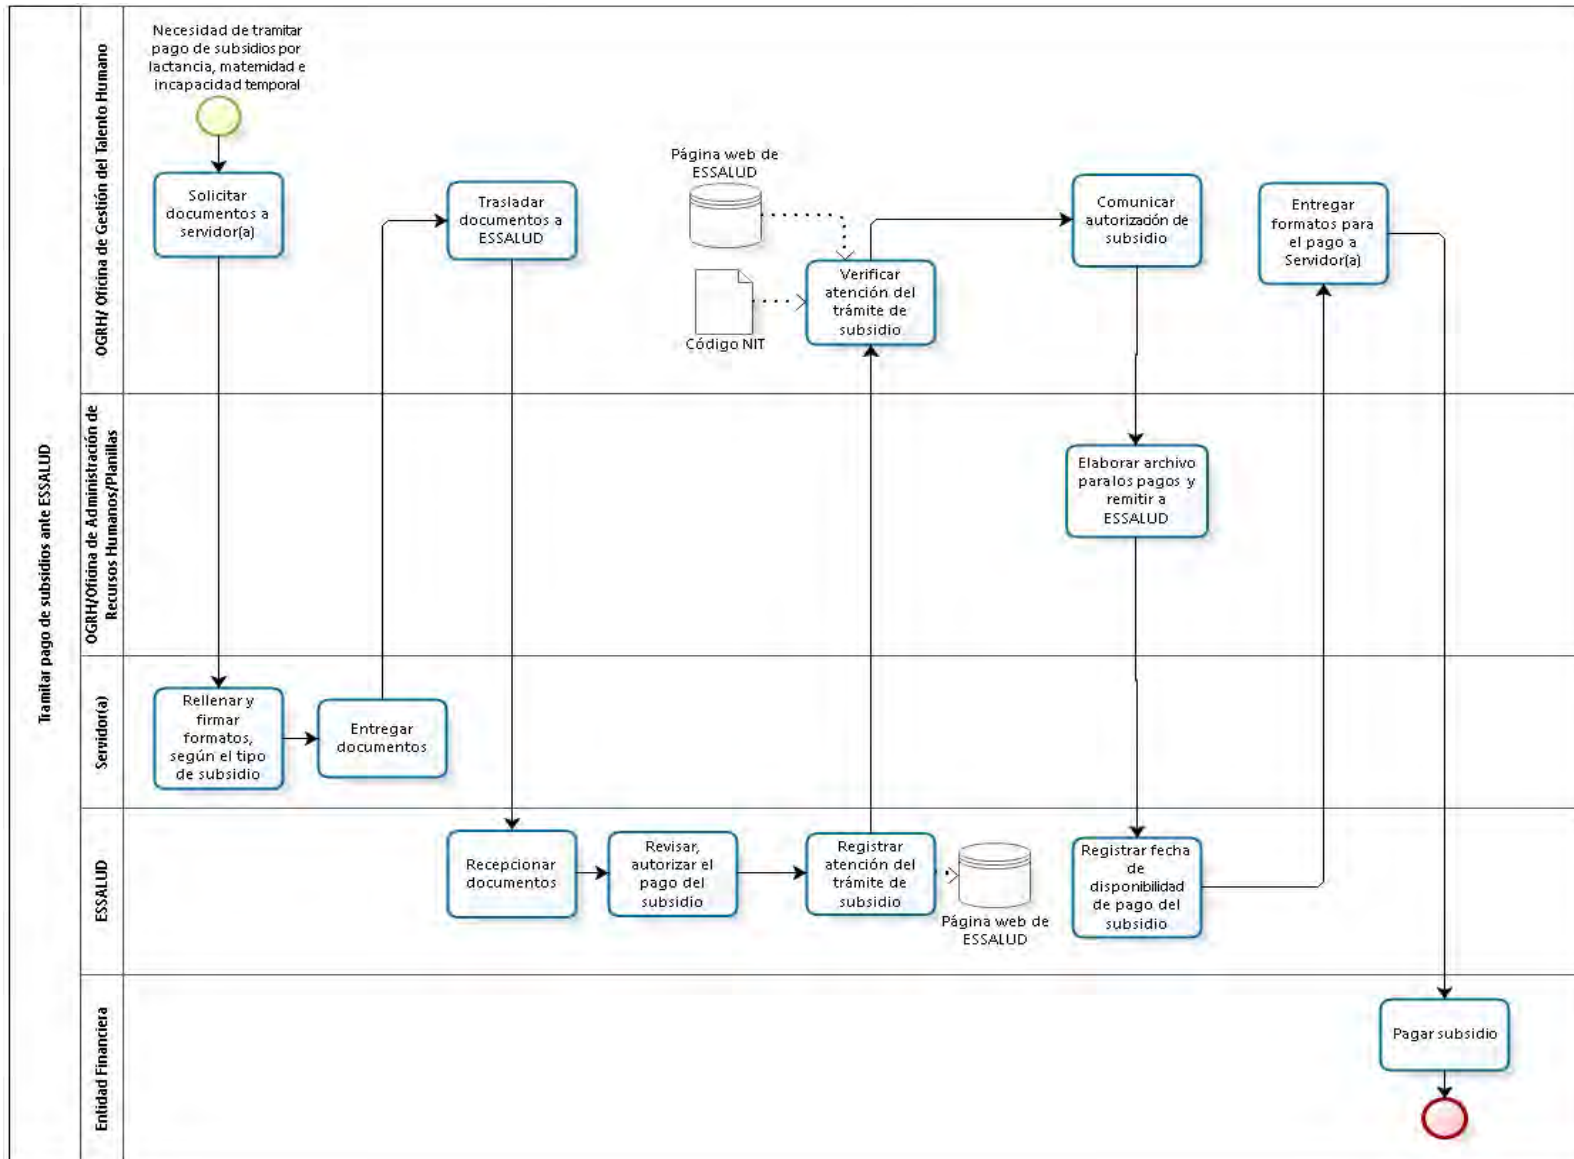 Tramitar pago de subsidios ante ESSALUD
OGRH/ Oficina de Gestión del Talento Humano
Necesidad de tramitar
pago de subsidios por
lactancia, maternidad e
incapacidad temporal
Solicitar
documentos a
servidor(a)
Trasladar
documentos a
ESSALUD
Página web de
ESSALUD
Código NIT
Verificar
atención del
trámite de
subsidio
Comunicar
autorización de
subsidio
Entregar
formatos para
el pago a
Servidor(a)
OGRH/Oficina de Administración de
Recursos Humanos/Planillas
Elaborar archivo
paralos pagos y
remitir a
ESSALUD
Servidor(a)
Rellenar y
firmar
formatos,
según el tipo
de subsidio
Entregar
documentos
ESSALUD
Recepcionar
documentos
Revisar,
autorizar el
pago del
subsidio
Registrar
atención del
trámite de
subsidio
Página web de
ESSALUD
Registrar fecha
de
disponibilidad
de pago del
subsidio
Entidad Financiera
Pagar subsidio